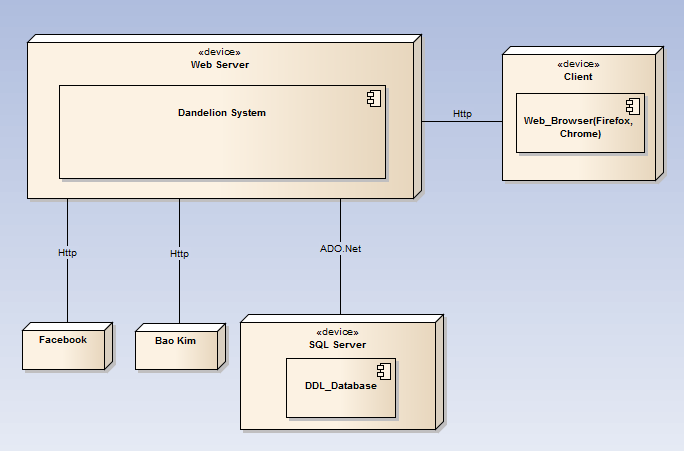 «device»
Web Server
Dandelion System
«device»
Client
Web_Browser(Firefox,
Chrome)
Http
Http
Http
ADO.Net
Facebook
Bao Kim
«device»
SQL Server
DDL_Database